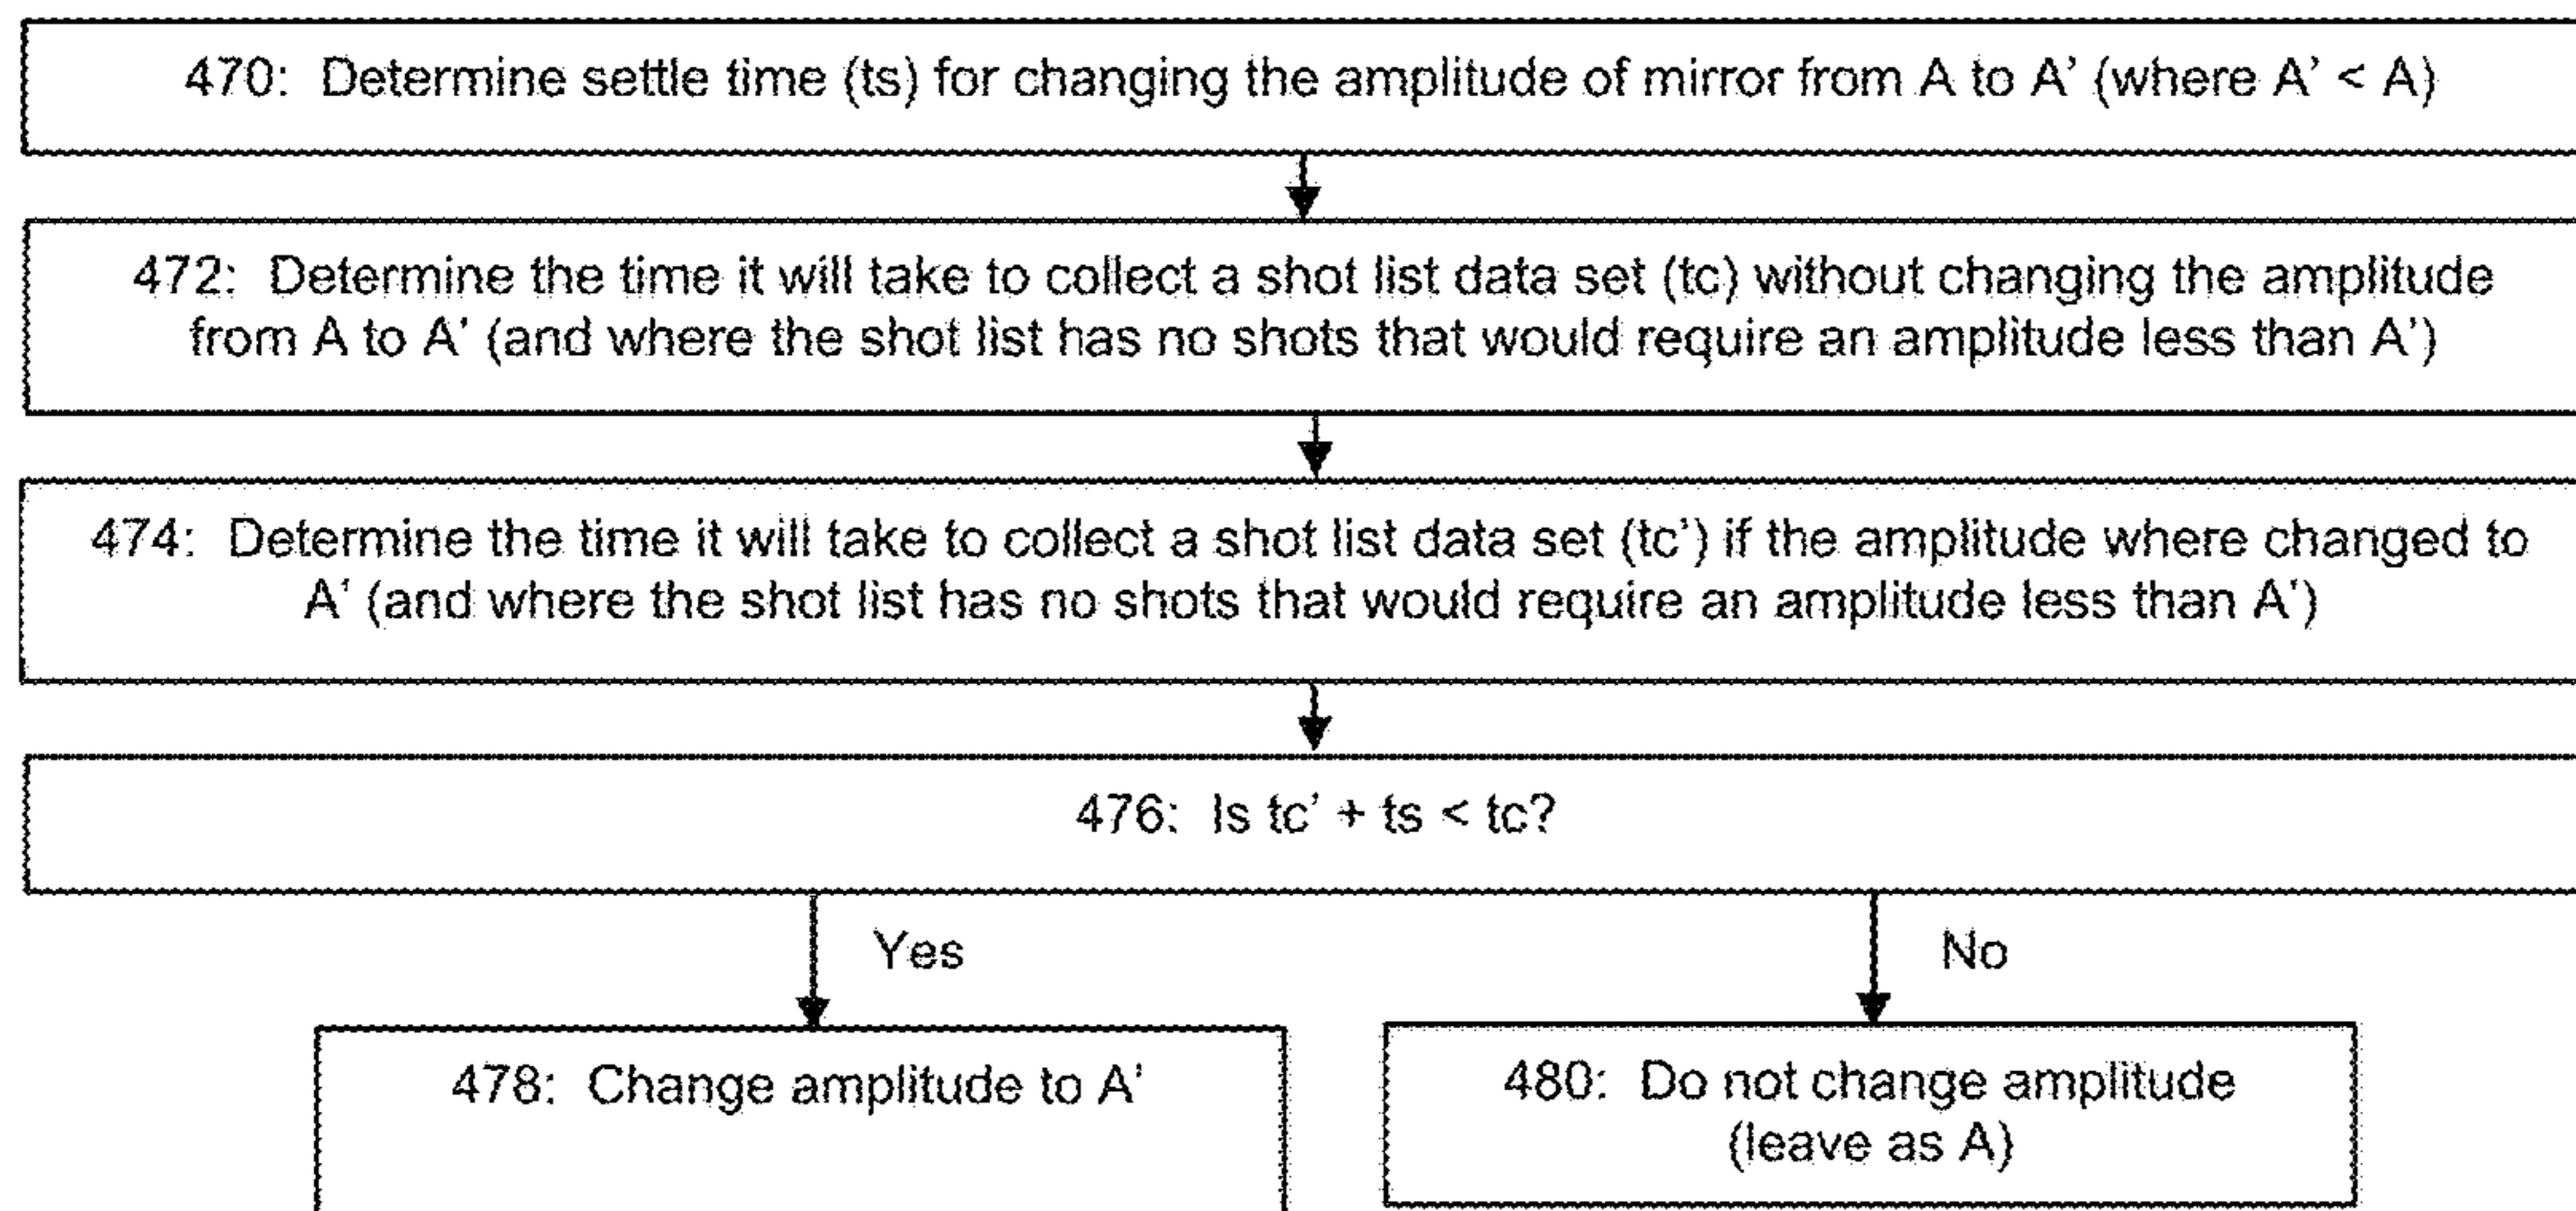 470: Determine settle time (ts) for changing the amplitude of mirror from A to A' (where A' < A)
472: Determine the time it will take to collect a shot list data set (tc) without changing the amplitude
from A to A' (and where the shot list has no shots that would require an amplitude less than A')
474: Determine the time it will take to collect a shot list data set (tc') if the amplitude where changed to
A' (and where the shot list has no shots that would require an amplitude less than A')
476: Is tc' + ts < tc?
Yes
No
478: Change amplitude to A'
480: Do not change amplitude
(leave as A)